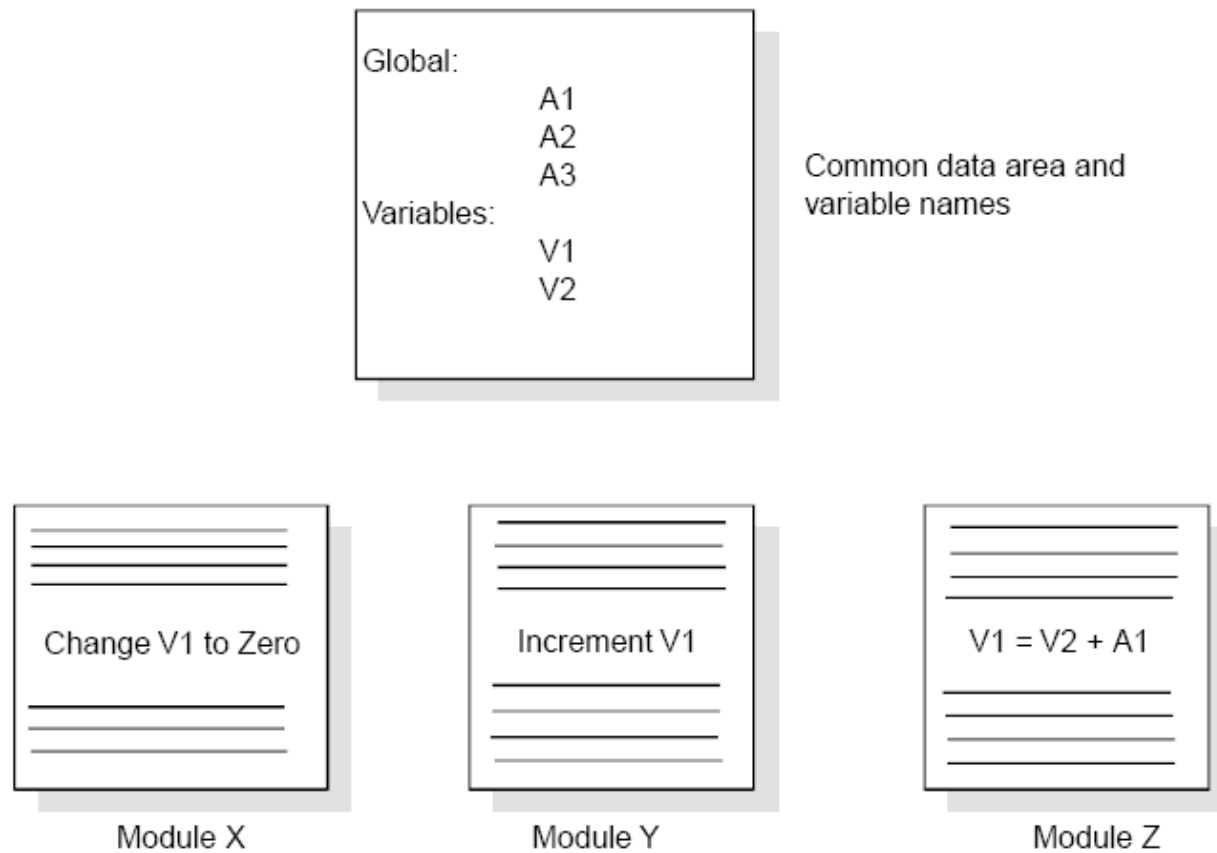 Global:
A1
A2
A3
Variables:
V1
V2
Common data area and
variable names
Change V1 to Zero
Increment V1
V1 = V2 + A1
Module X
Module Y
Module Z